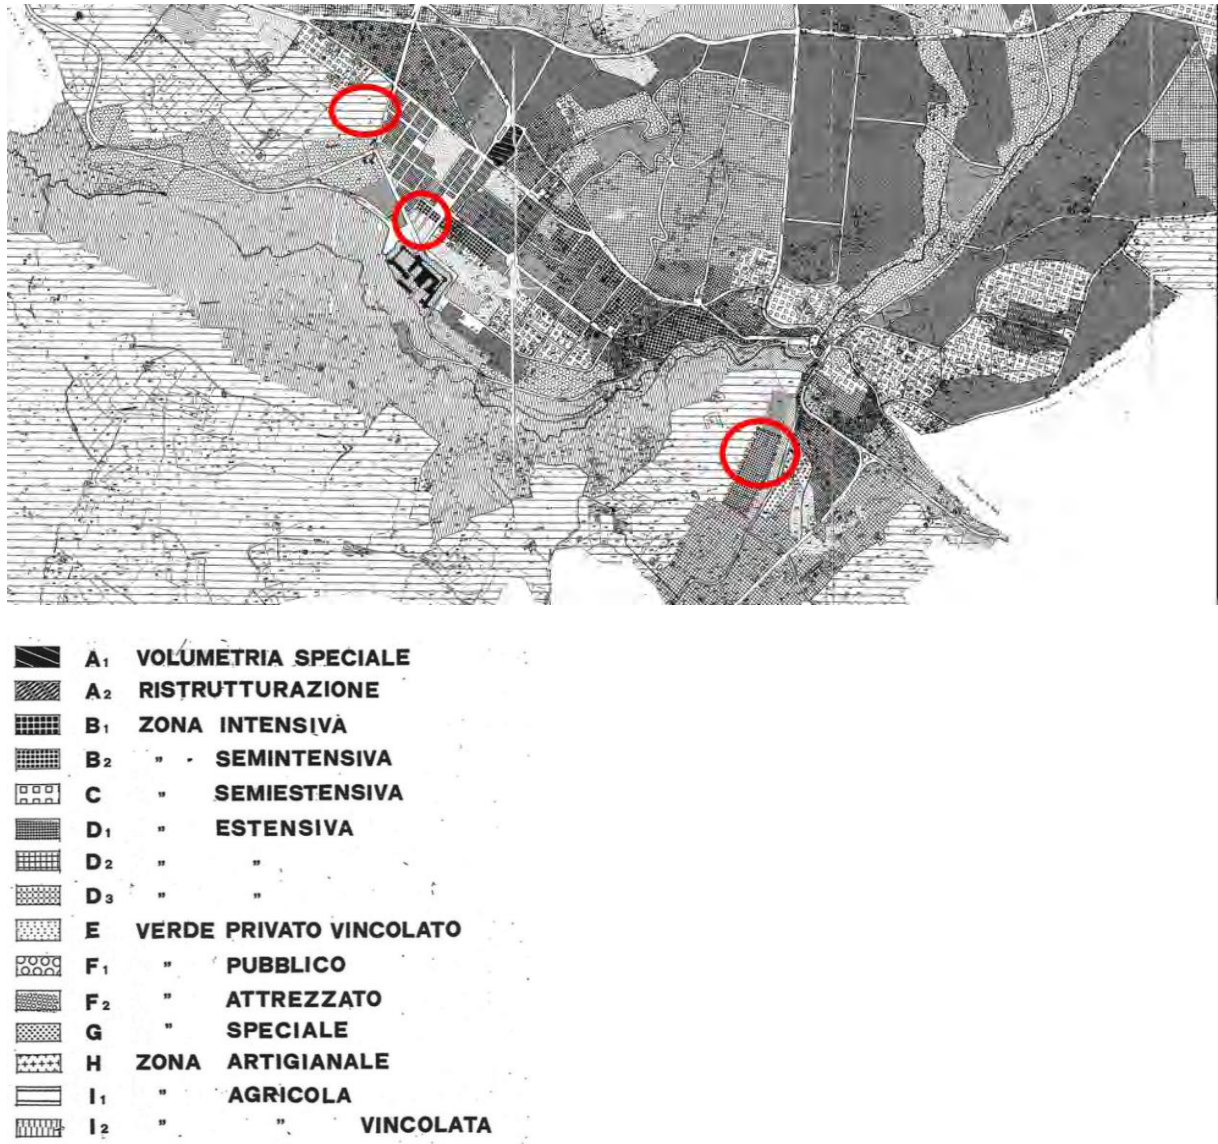 A1 VOLUMETRIA SPECIALE
A2 RISTRUTTURAZIONE
B1 ZONA INTENSIVA
B2 " SEMINTENSIVA
C " SEMIESTENSIVA
D1 " ESTENSIVA
D2 " "
D3 " "
E VERDE PRIVATO VINCOLATO
F1 " PUBBLICO
F2 " ATTREZZATO
G " SPECIALE
H ZONA ARTIGIANALE
I1 " AGRICOLA
I2 " " VINCOLATA